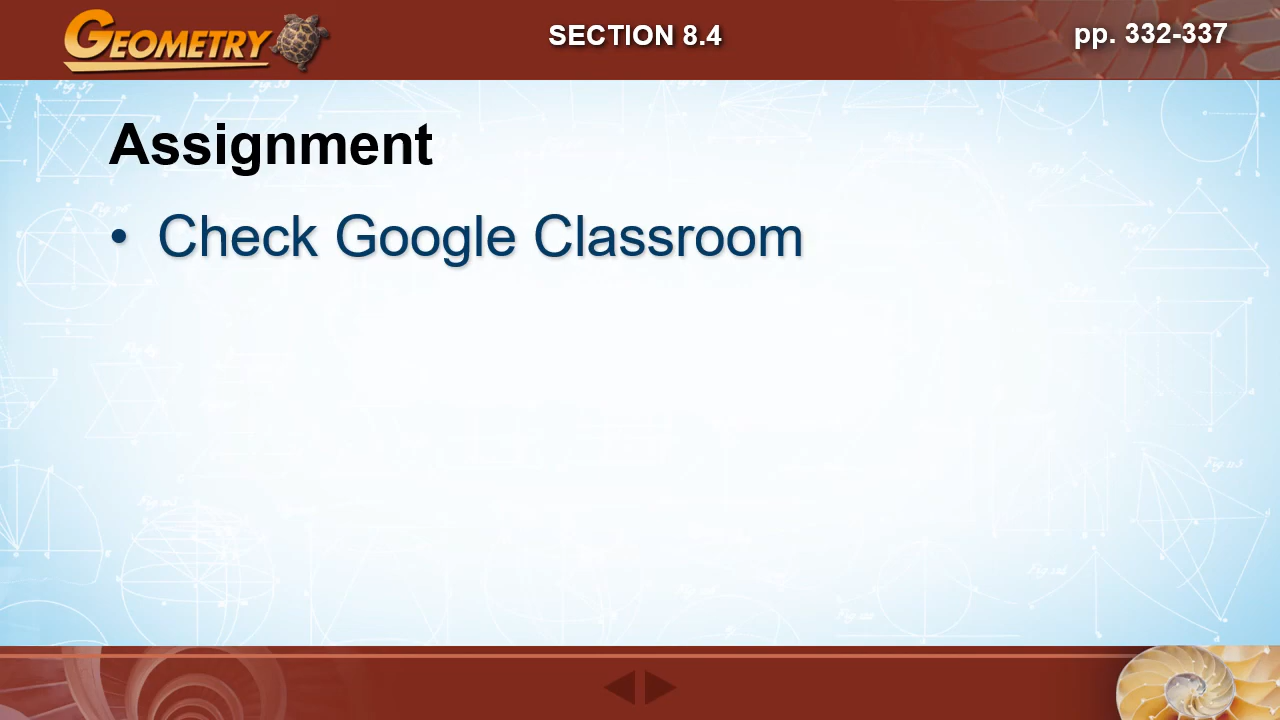 GEOMETRY
SECTION 8.4
pp. 332-337
Assignment
• Check Google Classroom